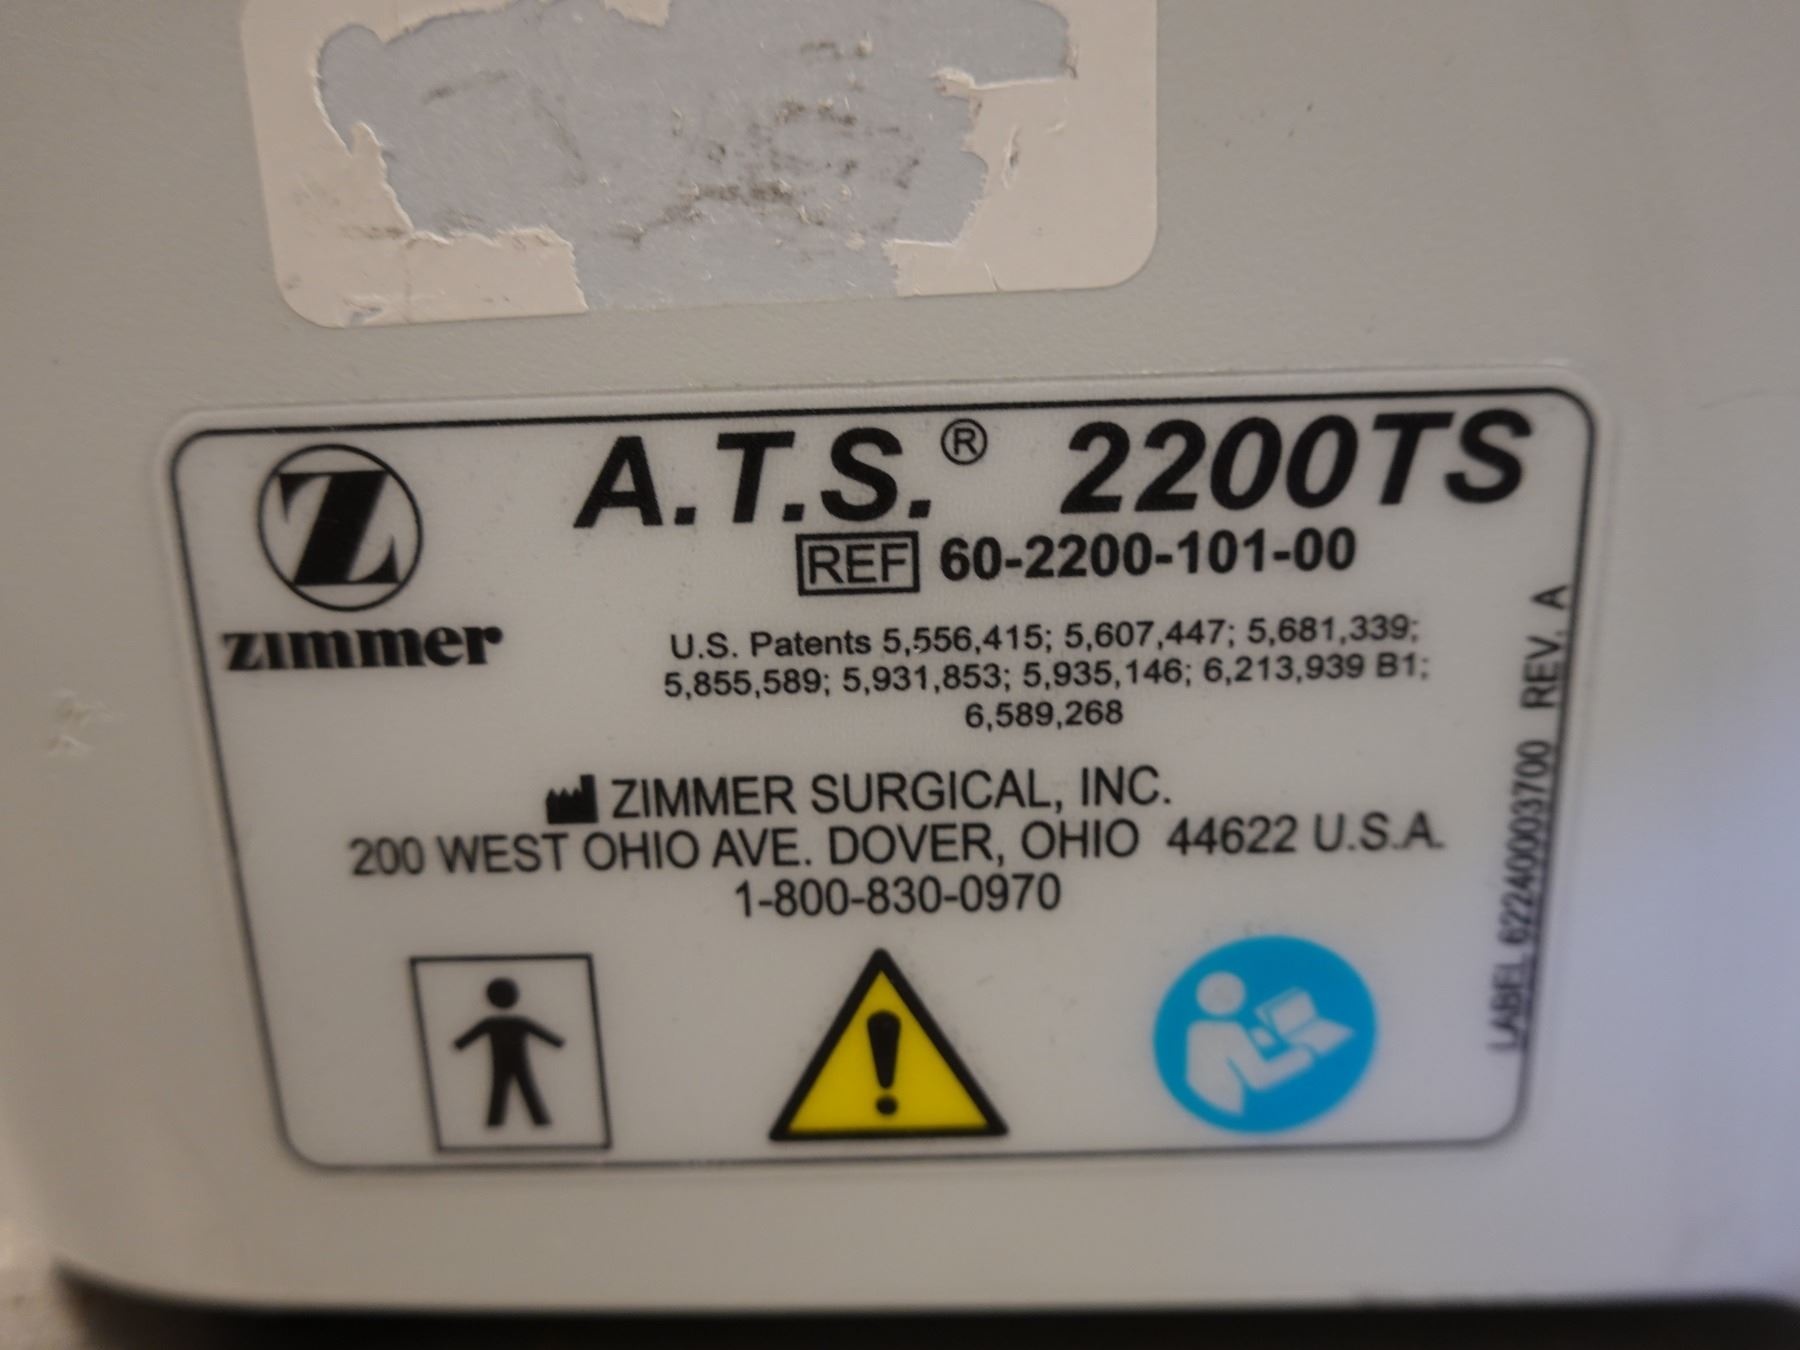 Z
zimmer
A.T.S.® 2200TS
REF 60-2200-101-00
U.S. Patents 5,556,415; 5,607,447; 5,681,339;
5,855,589; 5,931,853; 5,935,146; 6,213,939 B1;
6,589,268
ZIMMER SURGICAL, INC.
200 WEST OHIO AVE. DOVER, OHIO 44622 U.S.A.
1-800-830-0970
LABEL 62240003700 REV. A